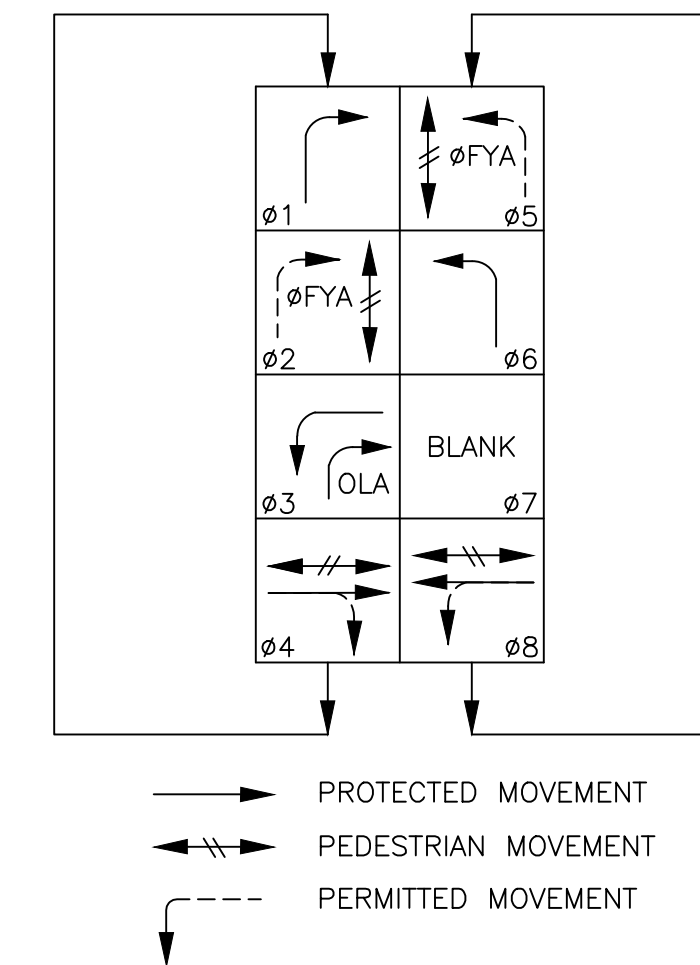 øFYA
ø1
ø5
øFYA
ø2
ø6
BLANK
OLA
ø3
ø7
ø4
ø8
PROTECTED MOVEMENT
PEDESTRIAN MOVEMENT
PERMITTED MOVEMENT